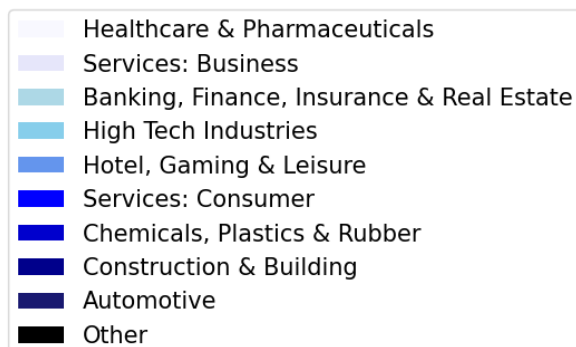 Healthcare & Pharmaceuticals
Services: Business
Banking, Finance, Insurance & Real Estate
High Tech Industries
Hotel, Gaming & Leisure
Services: Consumer
Chemicals, Plastics & Rubber
Construction & Building
Automotive
Other